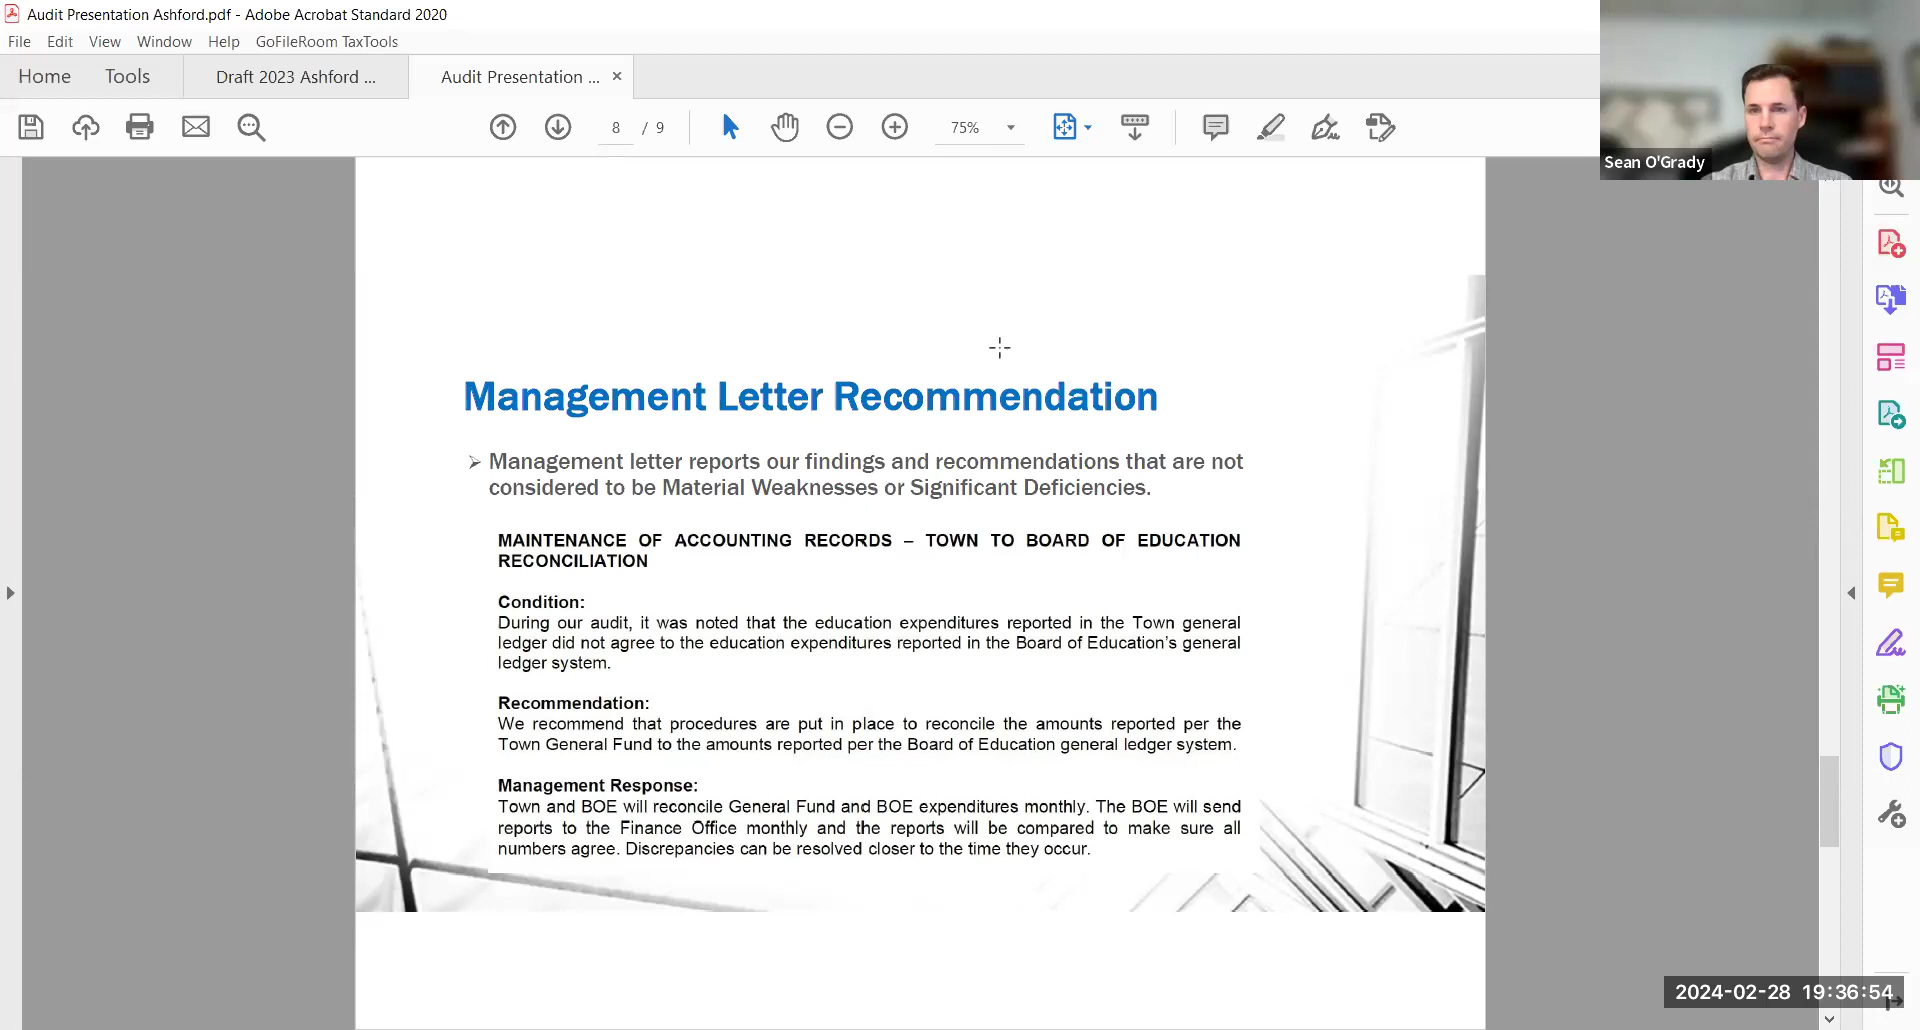 Audit Presentation Ashford.pdf - Adobe Acrobat Standard 2020
File Edit View Window Help GoFileRoom TaxTools
Home Tools Draft 2023 Ashford ... Audit Presentation ... ×
8 / 9 75%
Sean O'Grady
Management Letter Recommendation
➢ Management letter reports our findings and recommendations that are not
considered to be Material Weaknesses or Significant Deficiencies.
MAINTENANCE OF ACCOUNTING RECORDS – TOWN TO BOARD OF EDUCATION
RECONCILIATION
Condition:
During our audit, it was noted that the education expenditures reported in the Town general
ledger did not agree to the education expenditures reported in the Board of Education’s general
ledger system.
Recommendation:
We recommend that procedures are put in place to reconcile the amounts reported per the
Town General Fund to the amounts reported per the Board of Education general ledger system.
Management Response:
Town and BOE will reconcile General Fund and BOE expenditures monthly. The BOE will send
reports to the Finance Office monthly and the reports will be compared to make sure all
numbers agree. Discrepancies can be resolved closer to the time they occur.
2024-02-28 19:36:54